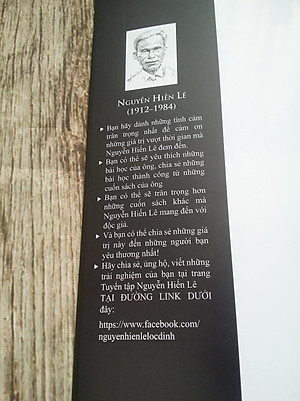 NGUYỄN HIẾN LÊ
(1912-1984)
▸ Bạn hãy dành những tình cảm
trân trọng nhất để cảm ơn
những giá trị vượt thời gian mà
Nguyễn Hiến Lê đem đến.
▸ Bạn có thể sẽ yêu thích những
bài học của ông, chia sẻ những
bài học thành công từ những
cuốn sách của ông
▸ Bạn có thể sẽ trân trọng hơn
những cuốn sách khác mà
Nguyễn Hiến Lê mang đến với
độc giả.
▸ Và bạn có thể chia sẻ những giá
trị này đến những người bạn
yêu thương nhất!
▸ Hãy chia sẻ, ủng hộ, viết những
trải nghiệm của bạn tại trang
Tuyển tập Nguyễn Hiến Lê
TẠI ĐƯỜNG LINK DƯỚI
đây:
https://www.facebook.com/
nguyenhienlelocdinh